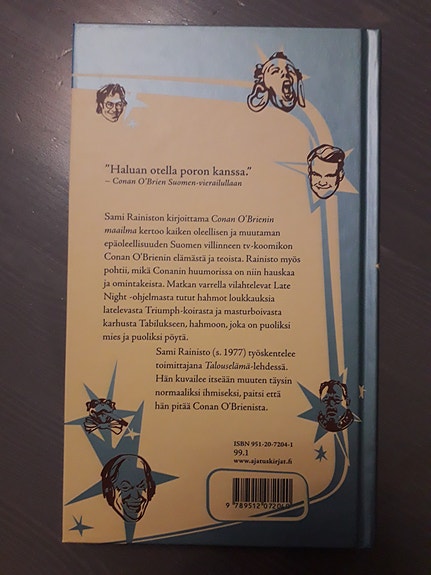 "Haluan otella poron kanssa."
– Conan O'Brien Suomen-vierailullaan
Sami Rainiston kirjoittama Conan O'Brienin
maailma kertoo kaiken oleellisen ja muutaman
epäoleellisuuden Suomen villinneen tv-koomikon
Conan O'Brienin elämästä ja teoista. Rainisto myös
pohtii, mikä Conanin huumorissa on niin hauskaa
ja omintakeista. Matkan varrella vilahtelevat Late
Night -ohjelmasta tutut hahmot loukkauksia
latelevasta Triumph-koirasta ja masturboivasta
karhusta Tabilukseen, hahmoon, joka on puoliksi
mies ja puoliksi pöytä.
Sami Rainisto (s. 1977) työskentelee
toimittajana Talouselämä-lehdessä.
Hän kuvailee itseään muuten täysin
normaaliksi ihmiseksi, paitsi että
hän pitää Conan O'Brienista.
ISBN 951-20-7204-1
99.1
www.ajatuskirjat.fi